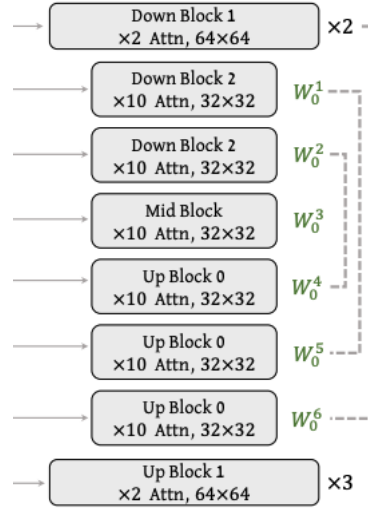 Down Block 1
×2 Attn, 64×64
×2
Down Block 2
×10 Attn, 32×32
W₀¹
Down Block 2
×10 Attn, 32×32
W₀²
Mid Block
×10 Attn, 32×32
W₀³
Up Block 0
×10 Attn, 32×32
W₀⁴
Up Block 0
×10 Attn, 32×32
W₀⁵
Up Block 0
×10 Attn, 32×32
W₀⁶
Up Block 1
×2 Attn, 64×64
×3